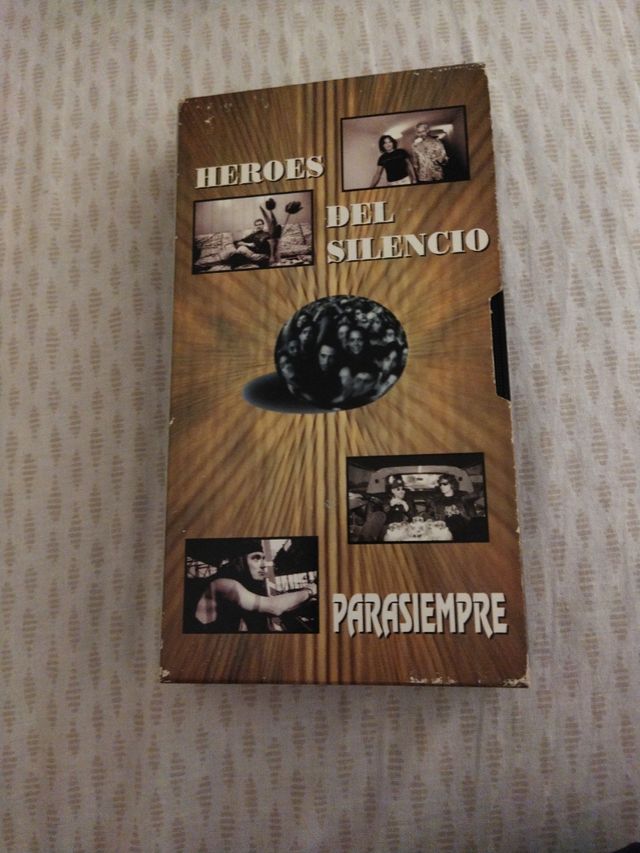 HEROES
DEL
SILENCIO
PARASIEMPRE